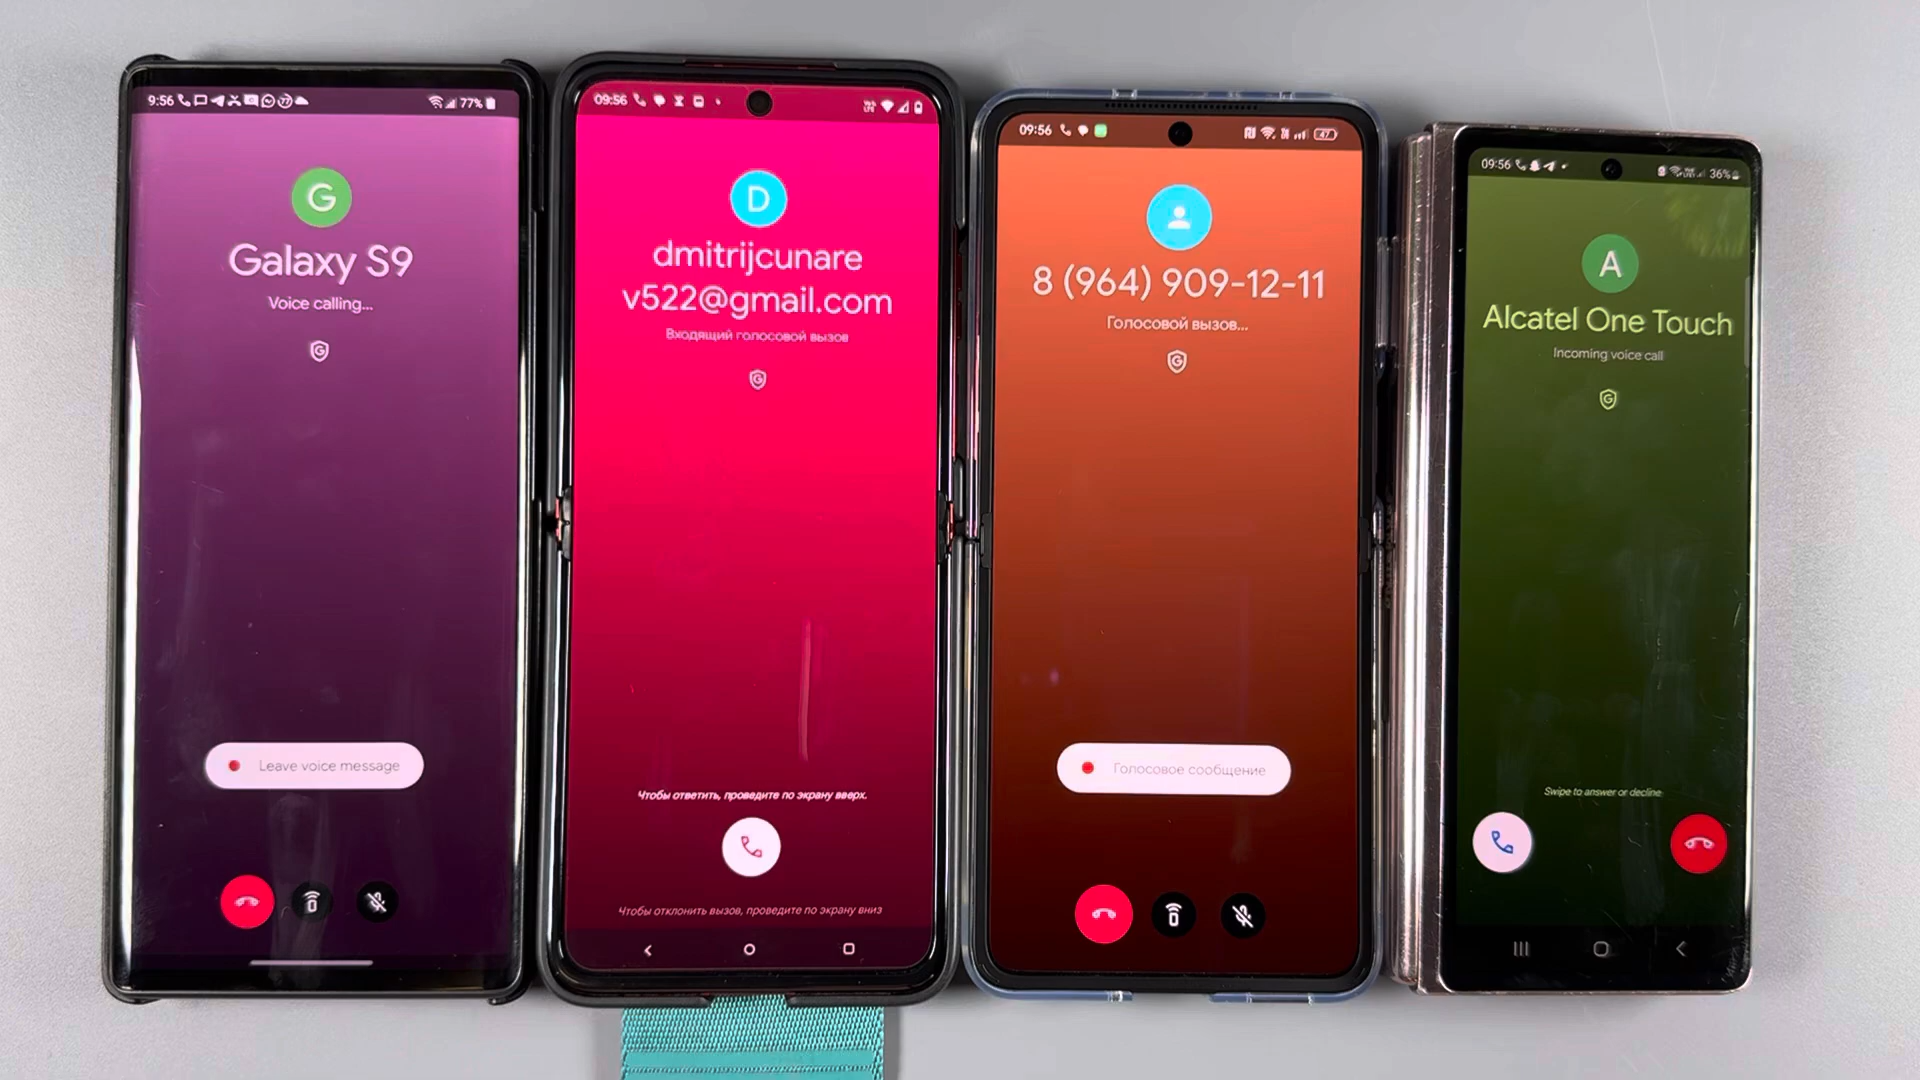 9:56
77%
G
Galaxy S9
Voice calling...
Leave voice message
09:56
D
dmitrijcunare
v522@gmail.com
Входящий голосовой вызов
Чтобы ответить, проведите по экрану вверх.
Чтобы отклонить вызов, проведите по экрану вниз
09:56
47
8 (964) 909-12-11
Голосовой вызов...
Голосовое сообщение
09:56
36%
A
Alcatel One Touch
Incoming voice call
Swipe to answer or decline